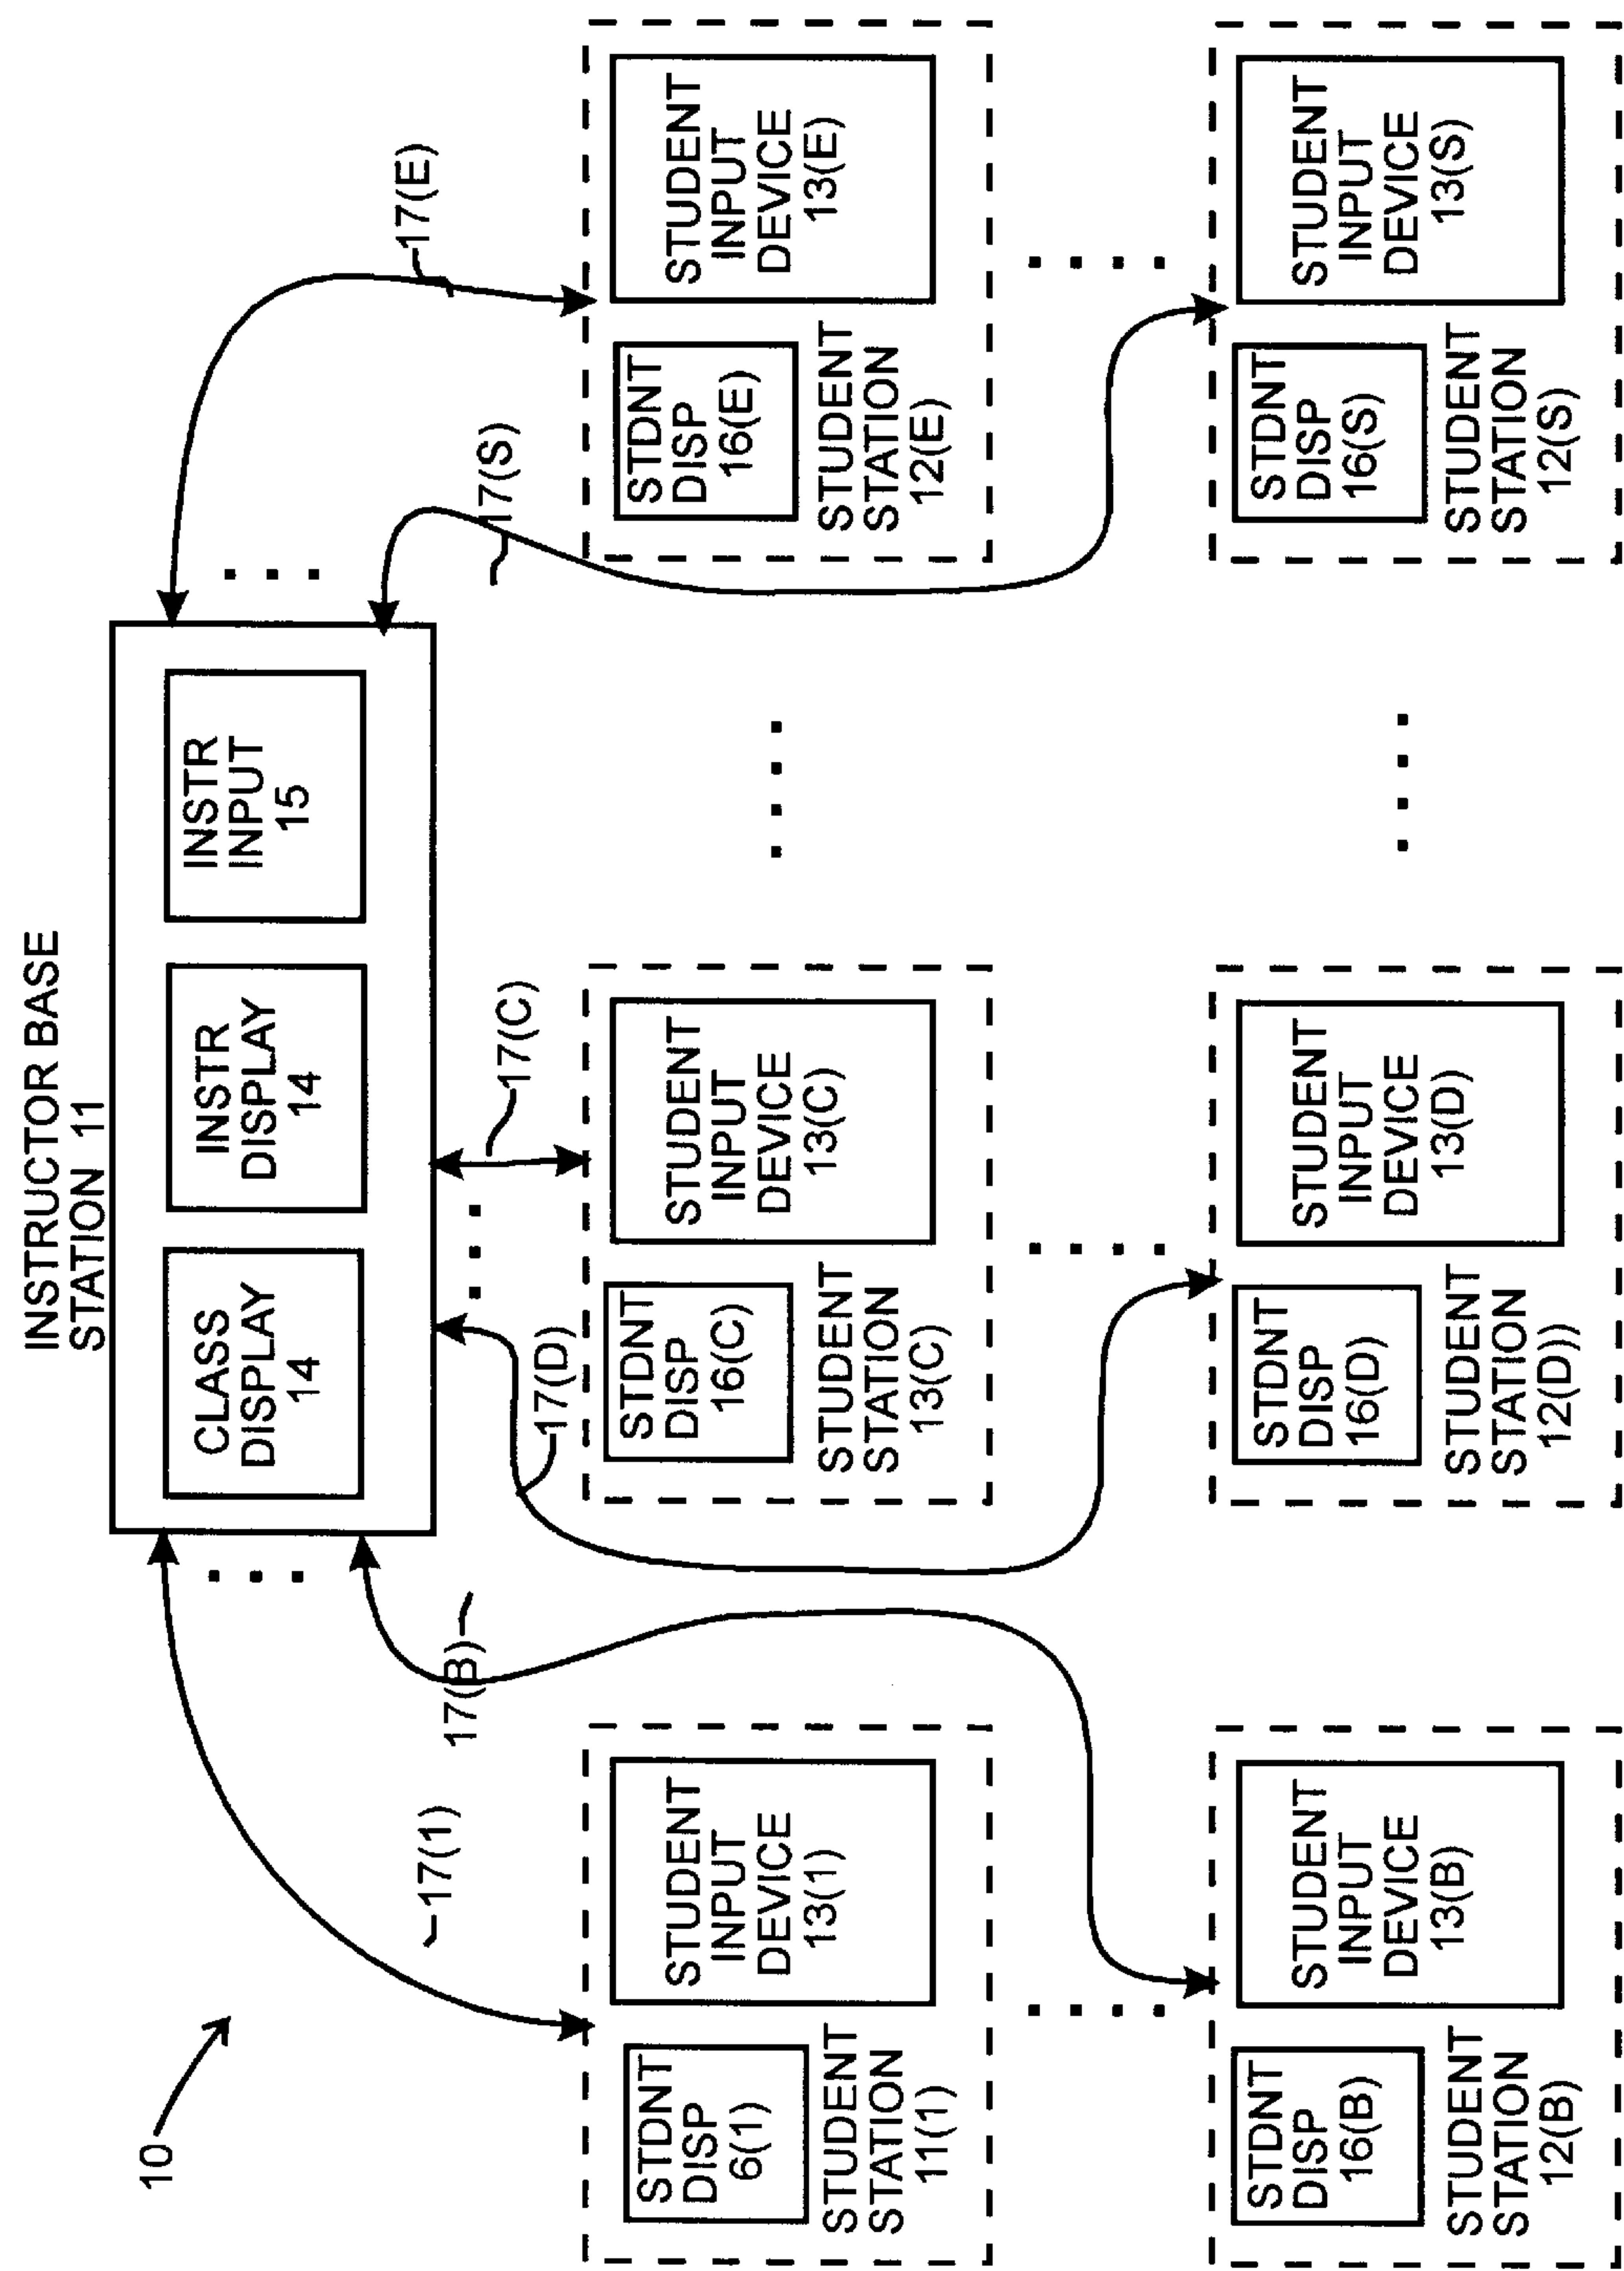 INSTRUCTOR BASE
STATION 11
CLASS
DISPLAY
14
INSTR
DISPLAY
14
INSTR
INPUT
15
10
17(1)
17(B)
17(D)
17(C)
17(S)
17(E)
STDNT
DISP
6(1)
STUDENT
STATION
11(1)
STUDENT
INPUT
DEVICE
13(1)
STDNT
DISP
16(C)
STUDENT
STATION
13(C)
STUDENT
INPUT
DEVICE
13(C)
STDNT
DISP
16(E)
STUDENT
STATION
12(E)
STUDENT
INPUT
DEVICE
13(E)
STDNT
DISP
16(B)
STUDENT
STATION
12(B)
STUDENT
INPUT
DEVICE
13(B)
STDNT
DISP
16(D)
STUDENT
STATION
12(D))
STUDENT
INPUT
DEVICE
13(D)
STDNT
DISP
16(S)
STUDENT
STATION
12(S)
STUDENT
INPUT
DEVICE
13(S)